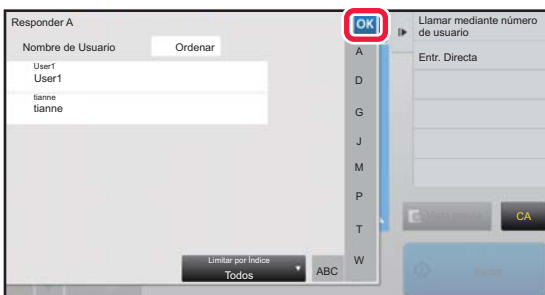 Responder A
OK
Nombre de Usuario
Ordenar
User1
User1
tianne
tianne
A
D
G
J
M
P
T
W
Limitar por Índice
Todos
ABC
Llamar mediante número
de usuario
Entr. Directa
CA